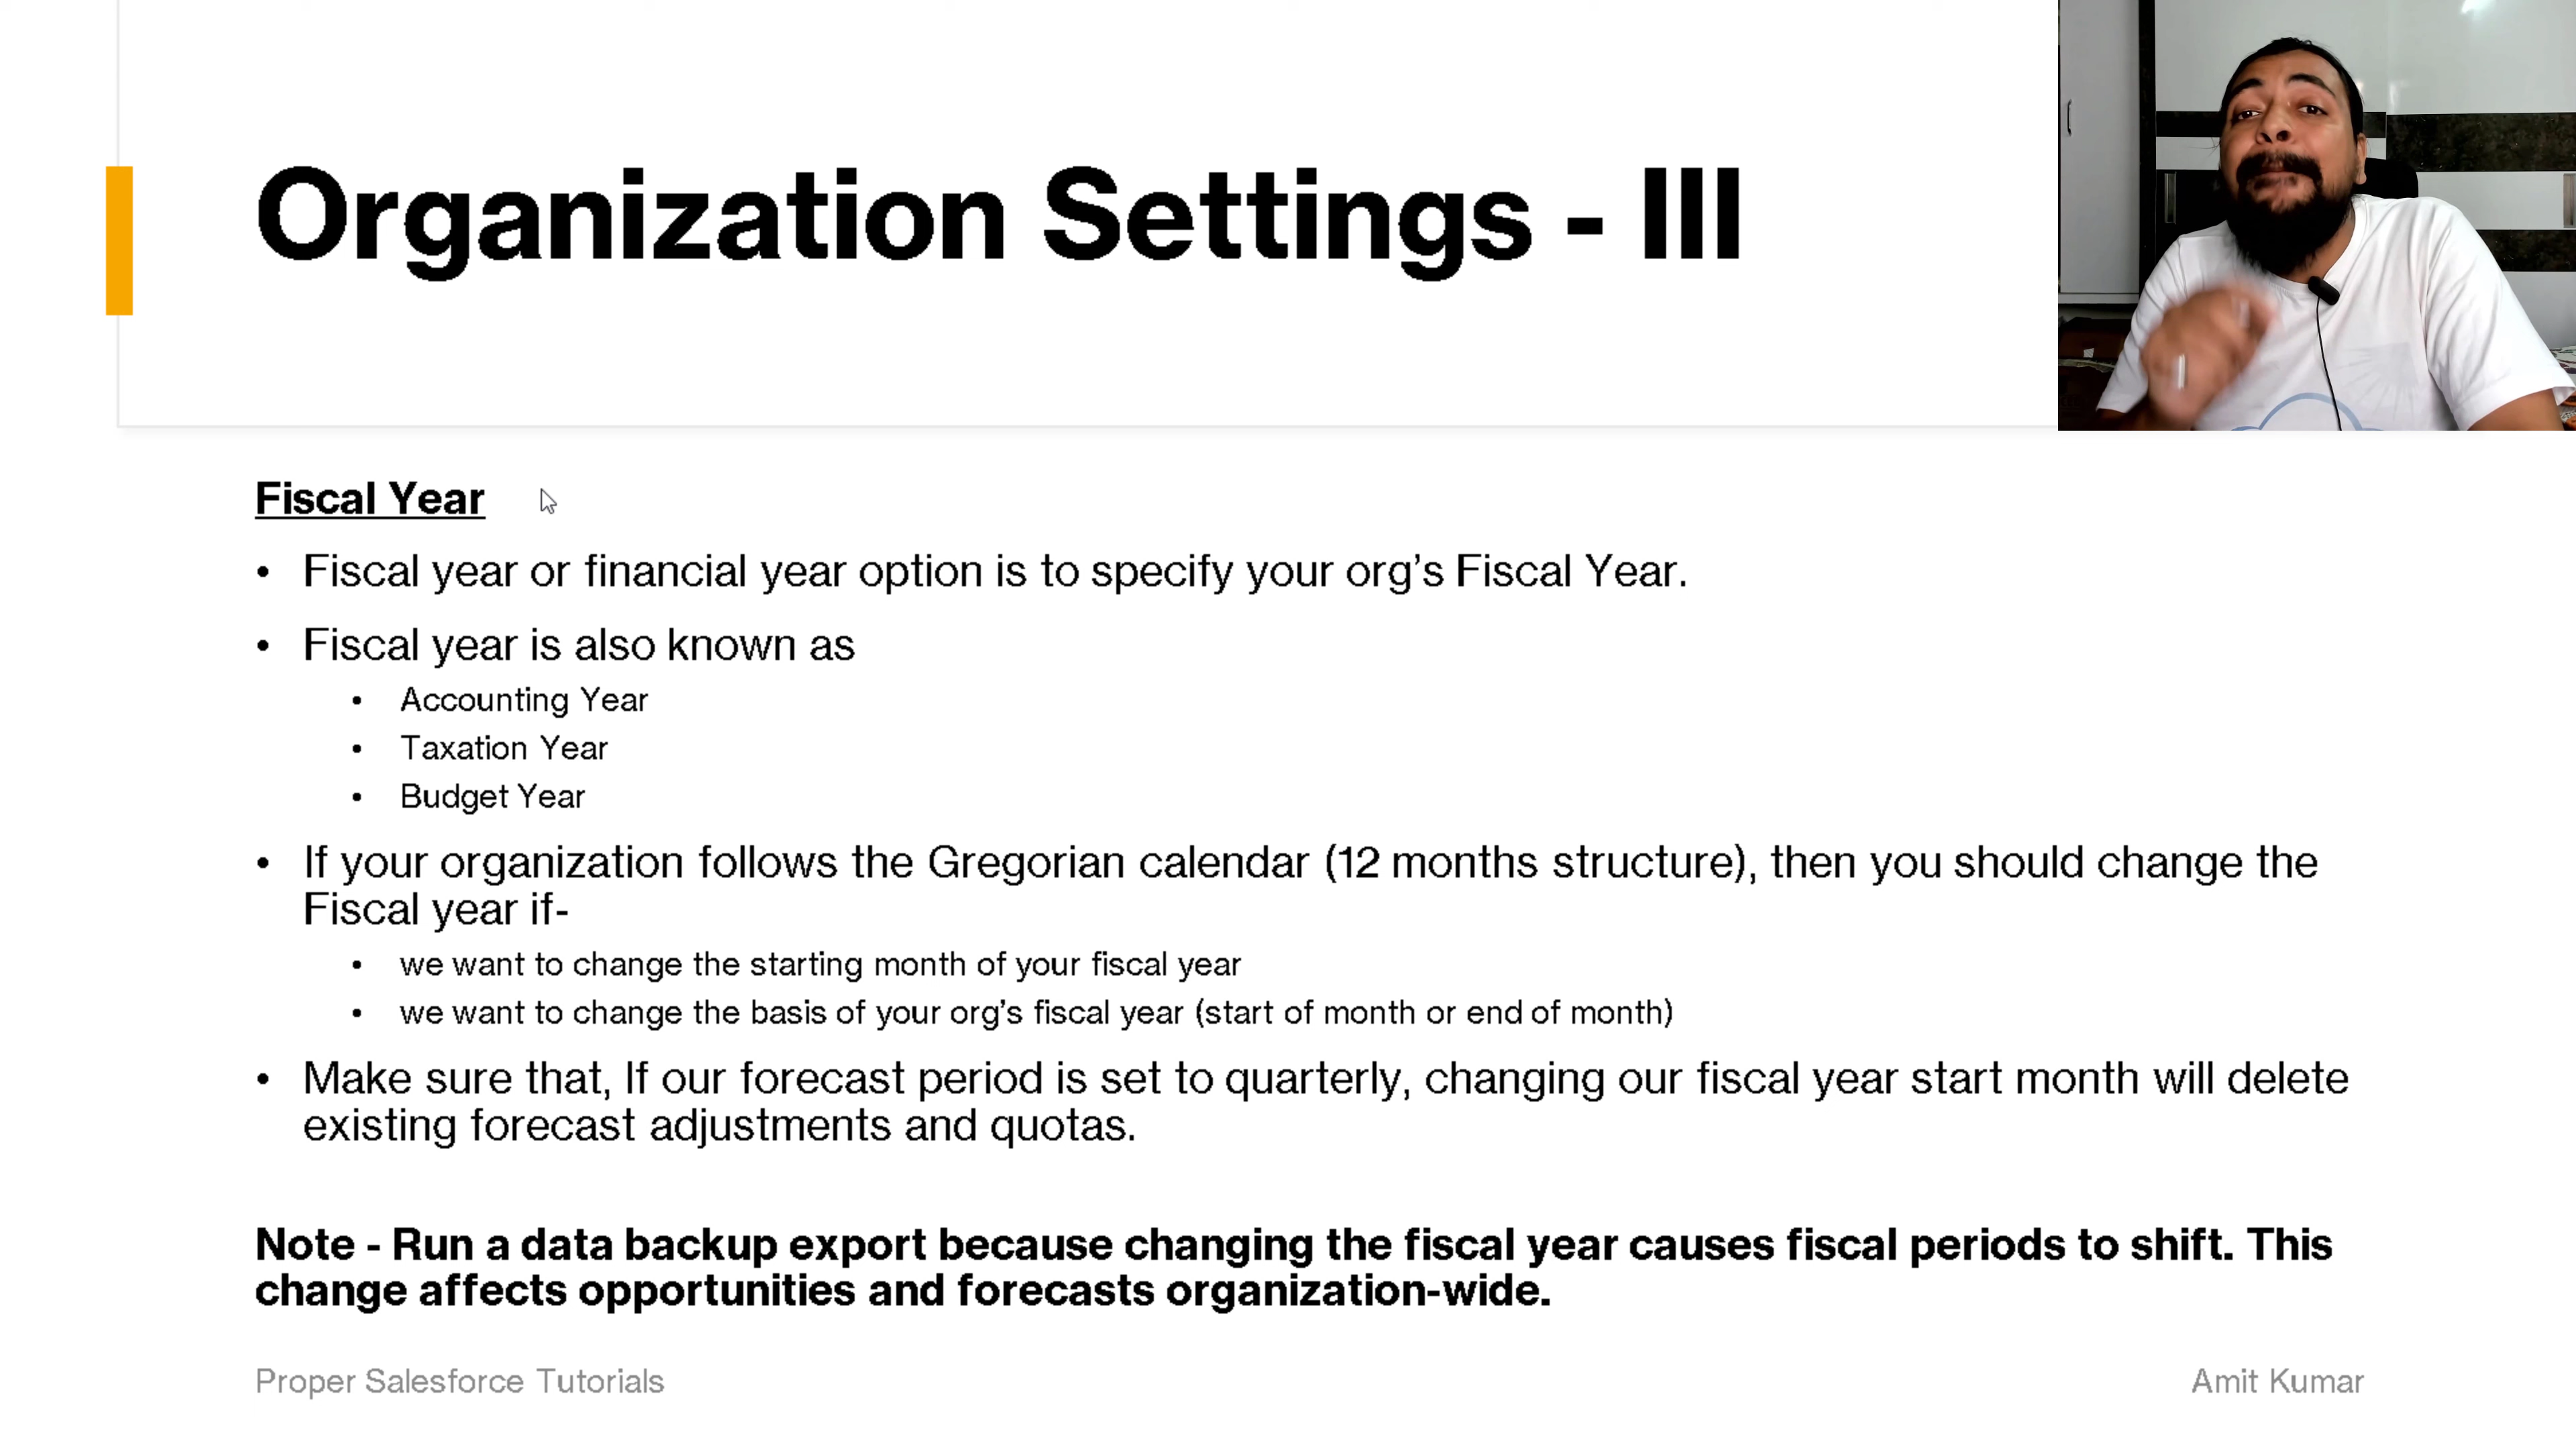 Organization Settings - III
Fiscal Year
• Fiscal year or financial year option is to specify your org's Fiscal Year.
• Fiscal year is also known as
• Accounting Year
• Taxation Year
• Budget Year
• If your organization follows the Gregorian calendar (12 months structure), then you should change the
Fiscal year if-
• we want to change the starting month of your fiscal year
• we want to change the basis of your org's fiscal year (start of month or end of month)
• Make sure that, If our forecast period is set to quarterly, changing our fiscal year start month will delete
existing forecast adjustments and quotas.
Note - Run a data backup export because changing the fiscal year causes fiscal periods to shift. This
change affects opportunities and forecasts organization-wide.
Proper Salesforce Tutorials
Amit Kumar